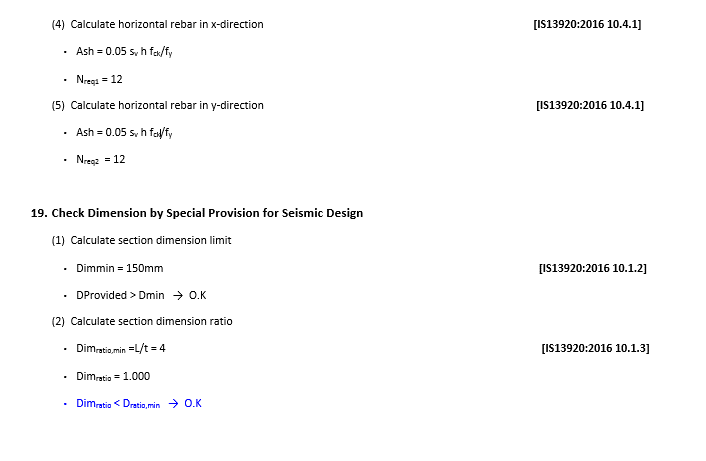 (4) Calculate horizontal rebar in x-direction [IS13920:2016 10.4.1]
• Ash = 0.05 sv h fck/fy
• Nreq1 = 12
(5) Calculate horizontal rebar in y-direction [IS13920:2016 10.4.1]
• Ash = 0.05 sv h fck/fy
• Nreq2 = 12
19. Check Dimension by Special Provision for Seismic Design
(1) Calculate section dimension limit
• Dimmin = 150mm [IS13920:2016 10.1.2]
• DProvided > Dmin → O.K
(2) Calculate section dimension ratio
• Dimratio,min =L/t = 4 [IS13920:2016 10.1.3]
• Dimratio = 1.000
• Dimratio < Dratio,min → O.K